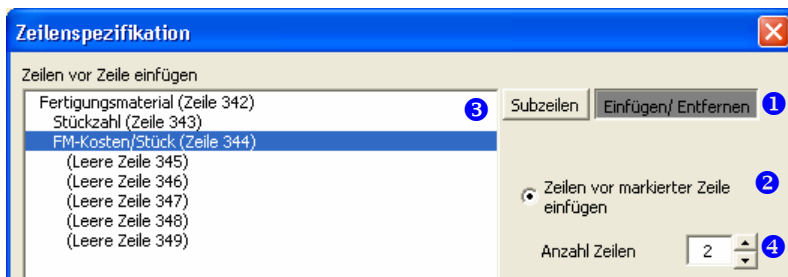 Zeilenspezifikation
Zeilen vor Zeile einfügen
Fertigungsmaterial (Zeile 342)
Stückzahl (Zeile 343)
FM-Kosten/Stück (Zeile 344)
(Leere Zeile 345)
(Leere Zeile 346)
(Leere Zeile 347)
(Leere Zeile 348)
(Leere Zeile 349)
3
Subzeilen
Einfügen/ Entfernen
1
Zeilen vor markierter Zeile
einfügen
2
Anzahl Zeilen
2
4